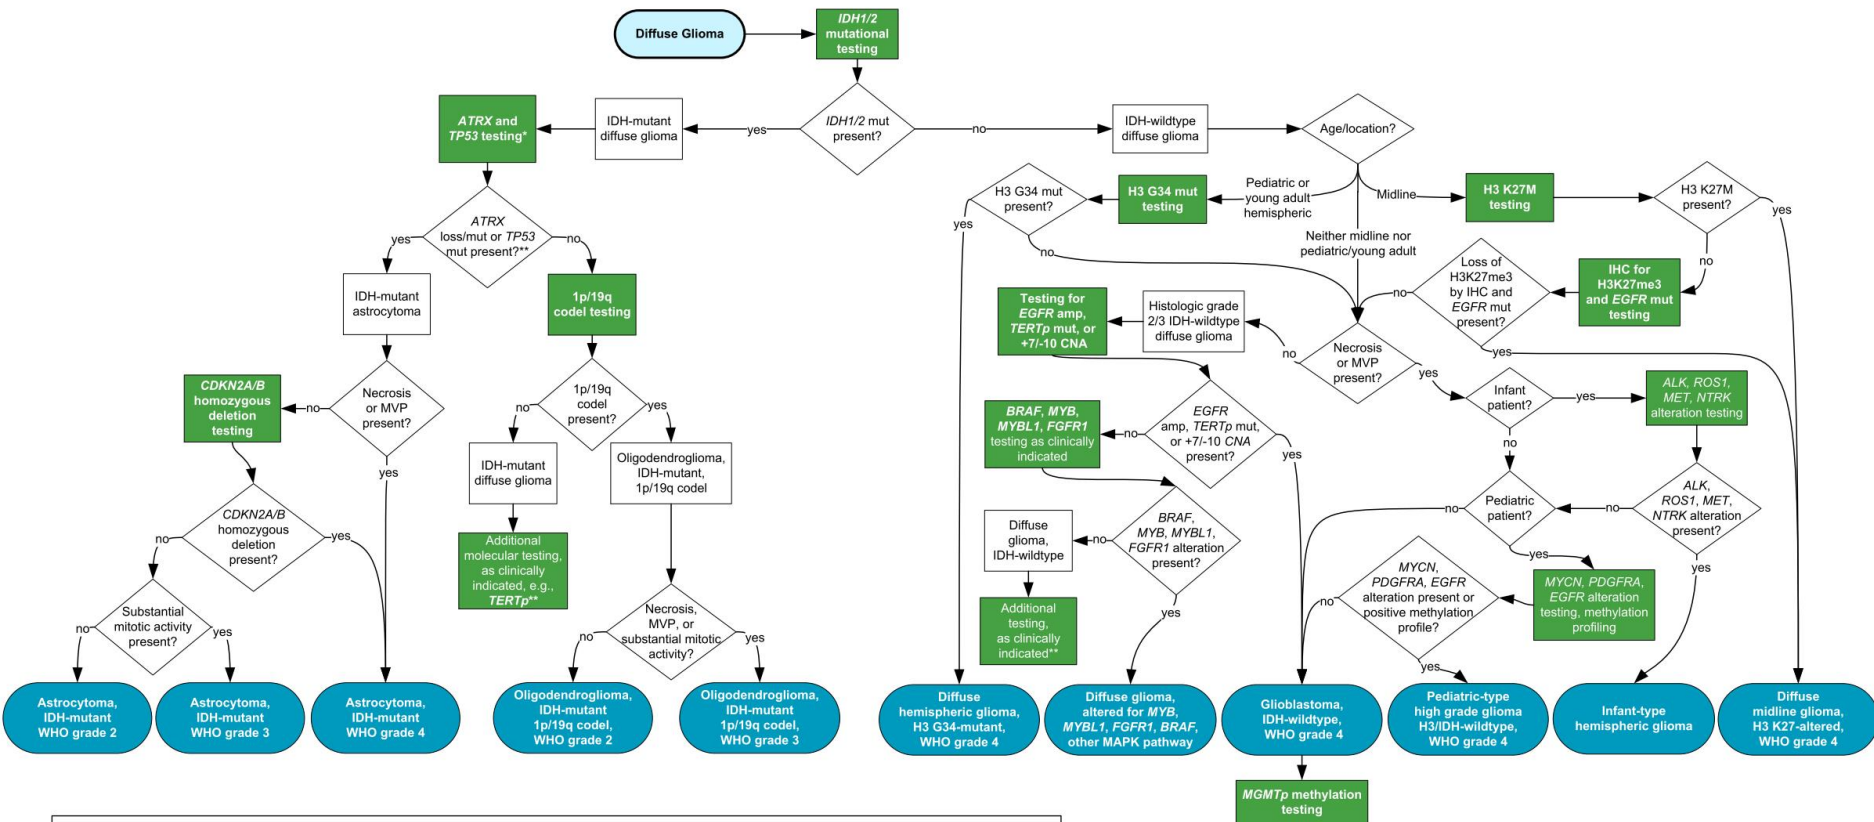 Diffuse Glioma
IDH1/2
mutational
testing
IDH1/2 mut
present?
yes
no
IDH-mutant
diffuse glioma
ATRX and
TP53 testing*
ATRX
loss/mut or TP53
mut present?**
yes
no
IDH-mutant
astrocytoma
Necrosis
or MVP
present?
no
yes
CDKN2A/B
homozygous
deletion
testing
CDKN2A/B
homozygous
deletion
present?
no
yes
Substantial
mitotic activity
present?
no
yes
1p/19q
codel testing
1p/19q
codel
present?
no
yes
IDH-mutant
diffuse glioma
Additional
molecular testing,
as clinically
indicated, e.g.,
TERTp**
Oligodendroglioma,
IDH-mutant,
1p/19q codel
Necrosis,
MVP, or
substantial mitotic
activity?
no
yes
IDH-wildtype
diffuse glioma
Age/location?
Pediatric or
young adult
hemispheric
Midline
Neither midline nor
pediatric/young adult
H3 G34 mut
testing
H3 G34 mut
present?
yes
no
H3 K27M
testing
H3 K27M
present?
yes
no
IHC for
H3K27me3
and EGFR mut
testing
Loss of
H3K27me3
by IHC and
EGFR mut
present?
no
yes
Necrosis
or MVP
present?
no
yes
Histologic grade
2/3 IDH-wildtype
diffuse glioma
Testing for
EGFR amp,
TERTp mut, or
+7/-10 CNA
EGFR
amp, TERTp mut,
or +7/-10 CNA
present?
no
yes
BRAF, MYB,
MYBL1, FGFR1
testing as clinically
indicated
BRAF,
MYB, MYBL1,
FGFR1 alteration
present?
no
yes
Diffuse
glioma,
IDH-wildtype
Additional
testing,
as clinically
indicated**
Infant
patient?
yes
no
ALK, ROS1,
MET, NTRK
alteration testing
ALK,
ROS1, MET,
NTRK alteration
present?
no
yes
Pediatric
patient?
no
yes
MYCN, PDGFRA,
EGFR alteration
testing, methylation
profiling
MYCN,
PDGFRA, EGFR
alteration present or
positive methylation
profile?
no
yes
Astrocytoma,
IDH-mutant
WHO grade 2
Astrocytoma,
IDH-mutant
WHO grade 3
Astrocytoma,
IDH-mutant
WHO grade 4
Oligodendroglioma,
IDH-mutant
1p/19q codel,
WHO grade 2
Oligodendroglioma,
IDH-mutant
1p/19q codel,
WHO grade 3
Diffuse
hemispheric glioma,
H3 G34-mutant,
WHO grade 4
Diffuse glioma,
altered for MYB,
MYBL1, FGFR1, BRAF,
other MAPK pathway
Glioblastoma,
IDH-wildtype,
WHO grade 4
Pediatric-type
high grade glioma
H3/IDH-wildtype,
WHO grade 4
Infant-type
hemispheric glioma
Diffuse
midline glioma,
H3 K27-altered,
WHO grade 4
MGMTp methylation
testing